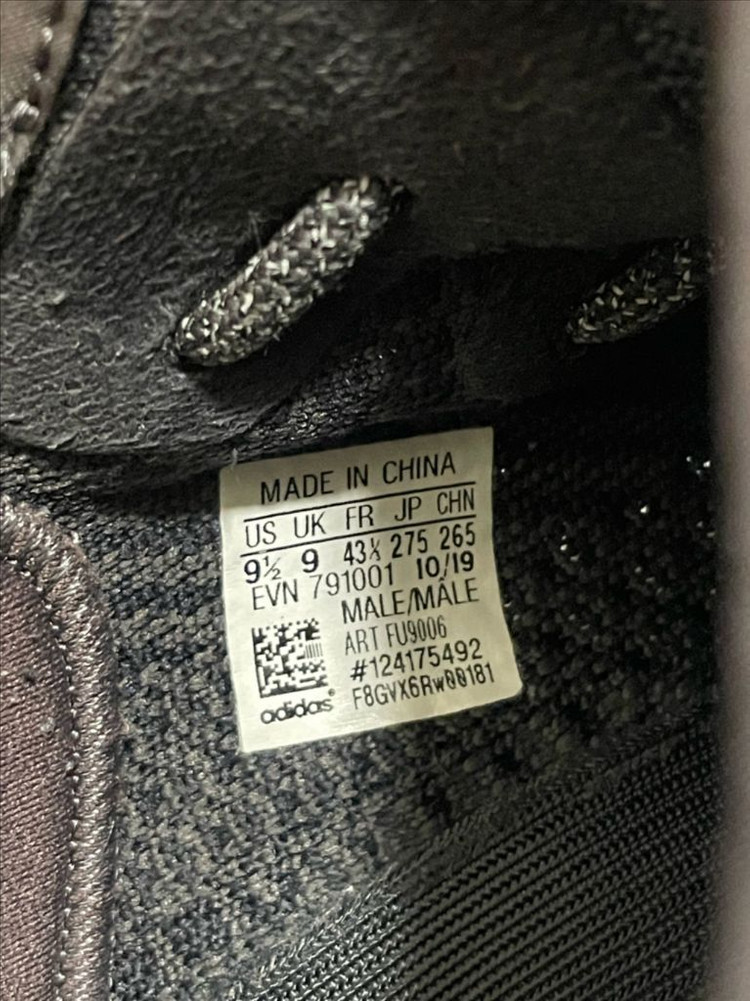 MADE IN CHINA
US UK FR JP CHN
9½ 9 43⅓ 275 265
EVN 791001 10/19
MALE/MÂLE
ART FU9006
#124175492
F8GVX6Rw00181
adidas®